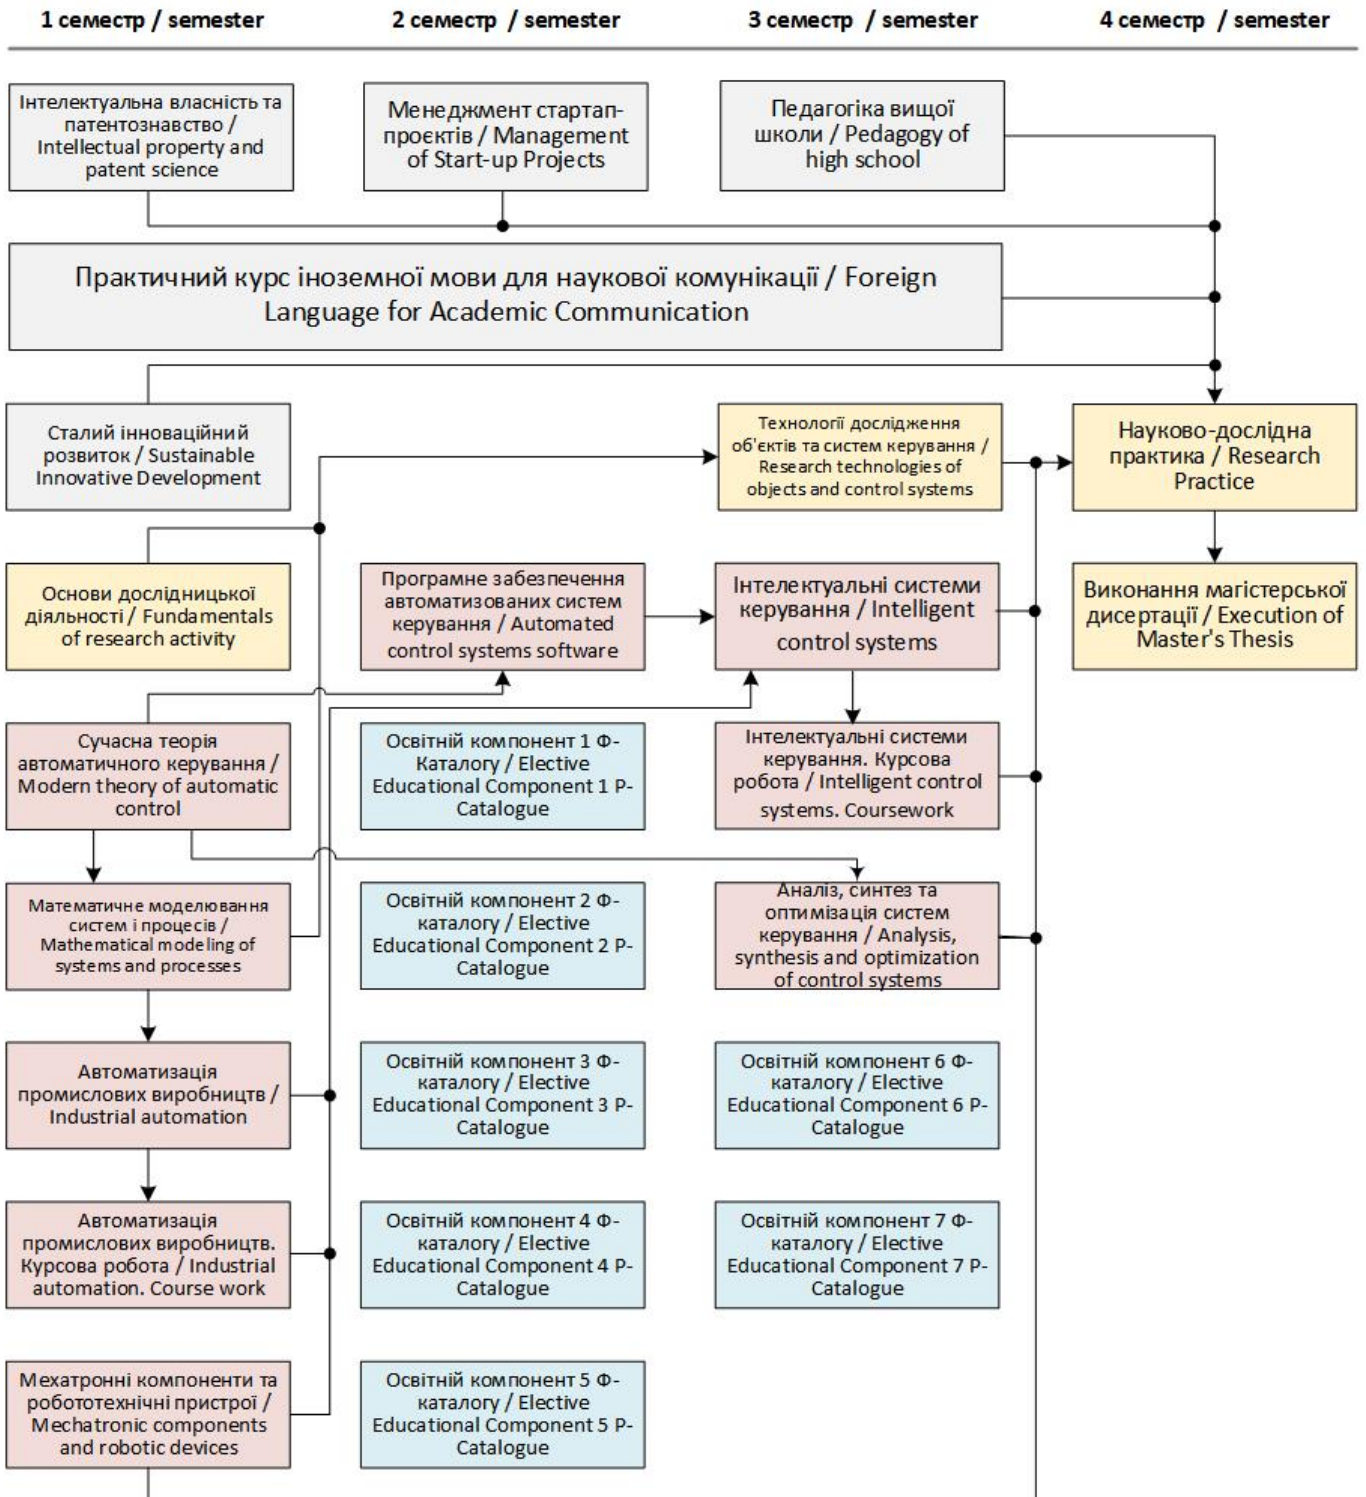 1 семестр / semester
2 семестр / semester
3 семестр / semester
4 семестр / semester
Інтелектуальна власність та
патентознавство /
Intellectual property and
patent science
Менеджмент стартап-
проєктів / Management
of Start-up Projects
Педагогіка вищої
школи / Pedagogy of
high school
Практичний курс іноземної мови для наукової комунікації / Foreign
Language for Academic Communication
Сталий інноваційний
розвиток / Sustainable
Innovative Development
Технології дослідження
об'єктів та систем керування /
Research technologies of
objects and control systems
Науково-дослідна
практика / Research
Practice
Основи дослідницької
діяльності / Fundamentals
of research activity
Програмне забезпечення
автоматизованих систем
керування / Automated
control systems software
Інтелектуальні системи
керування / Intelligent
control systems
Виконання магістерської
дисертації / Execution of
Master's Thesis
Сучасна теорія
автоматичного керування /
Modern theory of automatic
control
Освітній компонент 1 Ф-
Каталогу / Elective
Educational Component 1 P-
Catalogue
Інтелектуальні системи
керування. Курсова
робота / Intelligent control
systems. Coursework
Математичне моделювання
систем і процесів /
Mathematical modeling of
systems and processes
Освітній компонент 2 Ф-
каталогу / Elective
Educational Component 2 P-
Catalogue
Аналіз, синтез та
оптимізація систем
керування / Analysis,
synthesis and optimization
of control systems
Автоматизація
промислових виробництв /
Industrial automation
Освітній компонент 3 Ф-
каталогу / Elective
Educational Component 3 P-
Catalogue
Освітній компонент 6 Ф-
каталогу / Elective
Educational Component 6 P-
Catalogue
Автоматизація
промислових виробництв.
Курсова робота / Industrial
automation. Course work
Освітній компонент 4 Ф-
каталогу / Elective
Educational Component 4 P-
Catalogue
Освітній компонент 7 Ф-
каталогу / Elective
Educational Component 7 P-
Catalogue
Мехатронні компоненти та
робототехнічні пристрої /
Mechatronic components
and robotic devices
Освітній компонент 5 Ф-
каталогу / Elective
Educational Component 5 P-
Catalogue